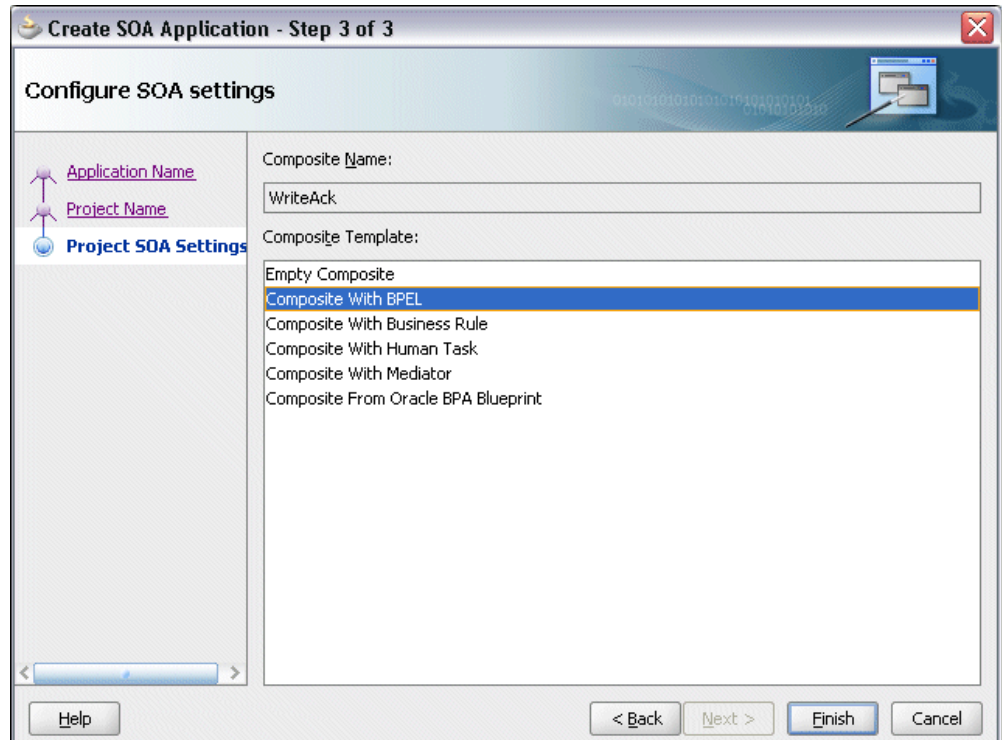 Create SOA Application - Step 3 of 3
Configure SOA settings
Application Name
Project Name
Project SOA Settings
Composite Name:
WriteAck
Composite Template:
Empty Composite
Composite With BPEL
Composite With Business Rule
Composite With Human Task
Composite With Mediator
Composite From Oracle BPA Blueprint
Help
< Back
Next >
Finish
Cancel